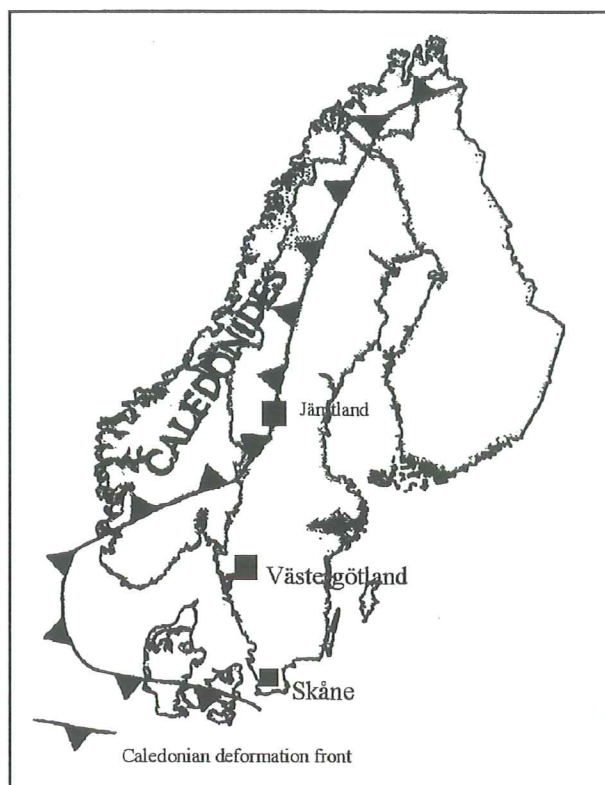 CALEDONIDES
Jämtland
Västergötland
Skåne
Caledonian deformation front